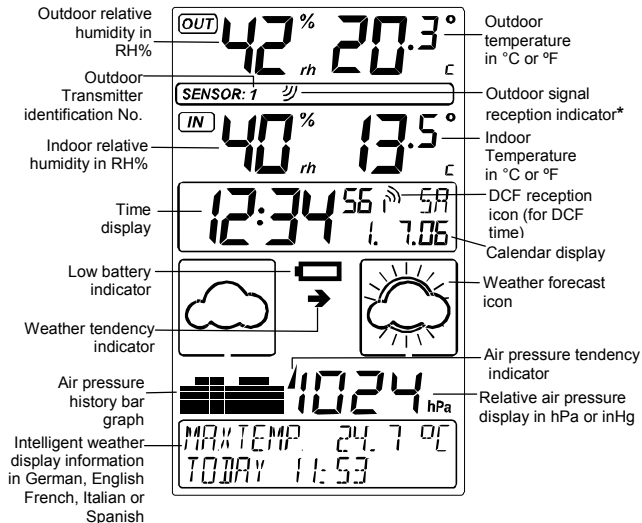 Outdoor relative
humidity in
RH%
Outdoor
Transmitter
identification No.
Indoor relative
humidity in RH%
Time
display
Low battery
indicator
Weather tendency
indicator
Air pressure
history bar
graph
Intelligent weather
display information
in German, English
French, Italian or
Spanish
OUT 42 % rh 20.3° C
SENSOR: 1
IN 40 % rh 13.5° C
12:34 56 SA
1. 7.06
1024 hPa
MAXTEMP. 24. 7 °C
TODAY 11:53
Outdoor
temperature
in °C or ºF
Outdoor signal
reception indicator*
Indoor
Temperature
in °C or ºF
DCF reception
icon (for DCF
time)
Calendar display
Weather forecast
icon
Air pressure tendency
indicator
Relative air pressure
display in hPa or inHg